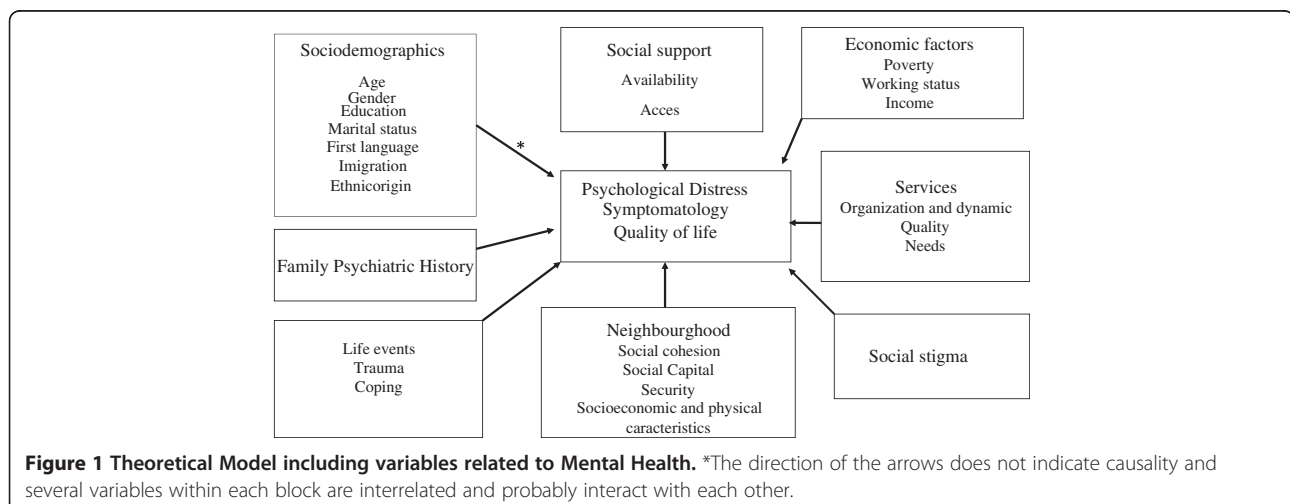 Sociodemographics
Age
Gender
Education
Marital status
First language
Imigration
Ethnicorigin
*
Social support
Availability
Acces
Economic factors
Poverty
Working status
Income
Psychological Distress
Symptomatology
Quality of life
Services
Organization and dynamic
Quality
Needs
Family Psychiatric History
Life events
Trauma
Coping
Neighbourghood
Social cohesion
Social Capital
Security
Socioeconomic and physical
caracteristics
Social stigma
Figure 1 Theoretical Model including variables related to Mental Health. *The direction of the arrows does not indicate causality and
several variables within each block are interrelated and probably interact with each other.